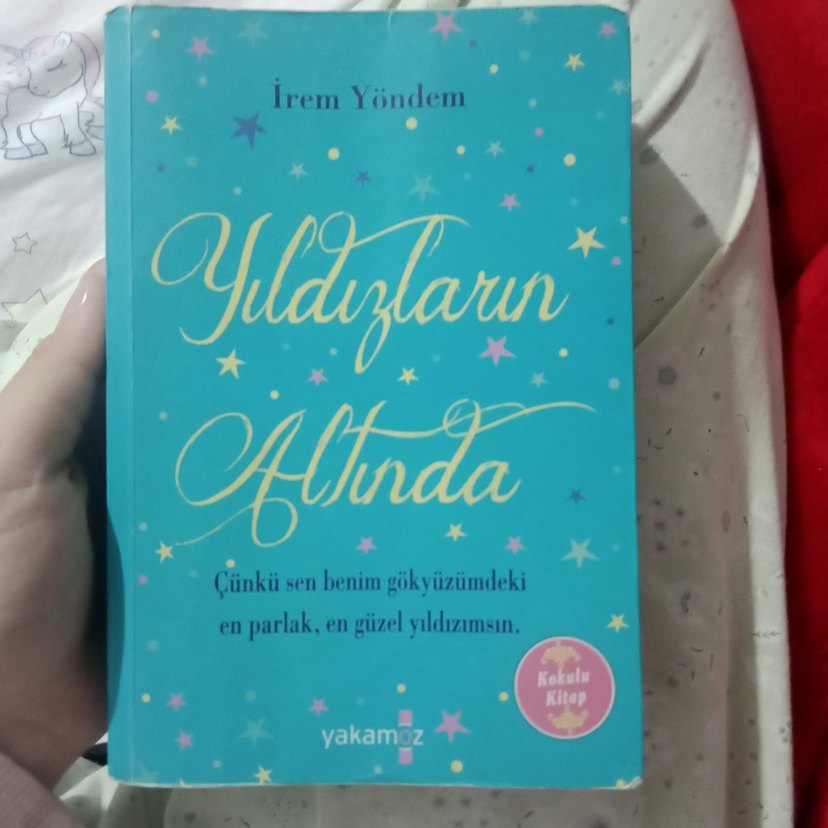 İrem Yöndem
Yıldızların
Altında
Çünkü sen benim gökyüzümdeki
en parlak, en güzel yıldızımsın.
Kokulu
Kitap
yakamoz